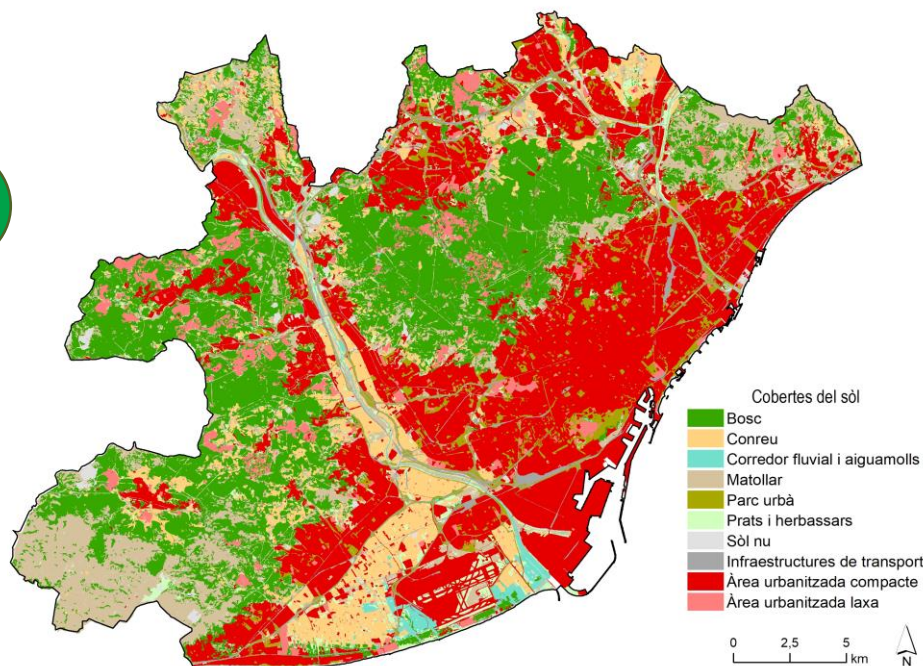 Cobertes del sòl
Bosc
Conreu
Corredor fluvial i aiguamolls
Matollar
Parc urbà
Prats i herbassars
Sòl nu
Infraestructures de transport
Àrea urbanitzada compacte
Àrea urbanitzada laxa
0 2,5 5
km
N